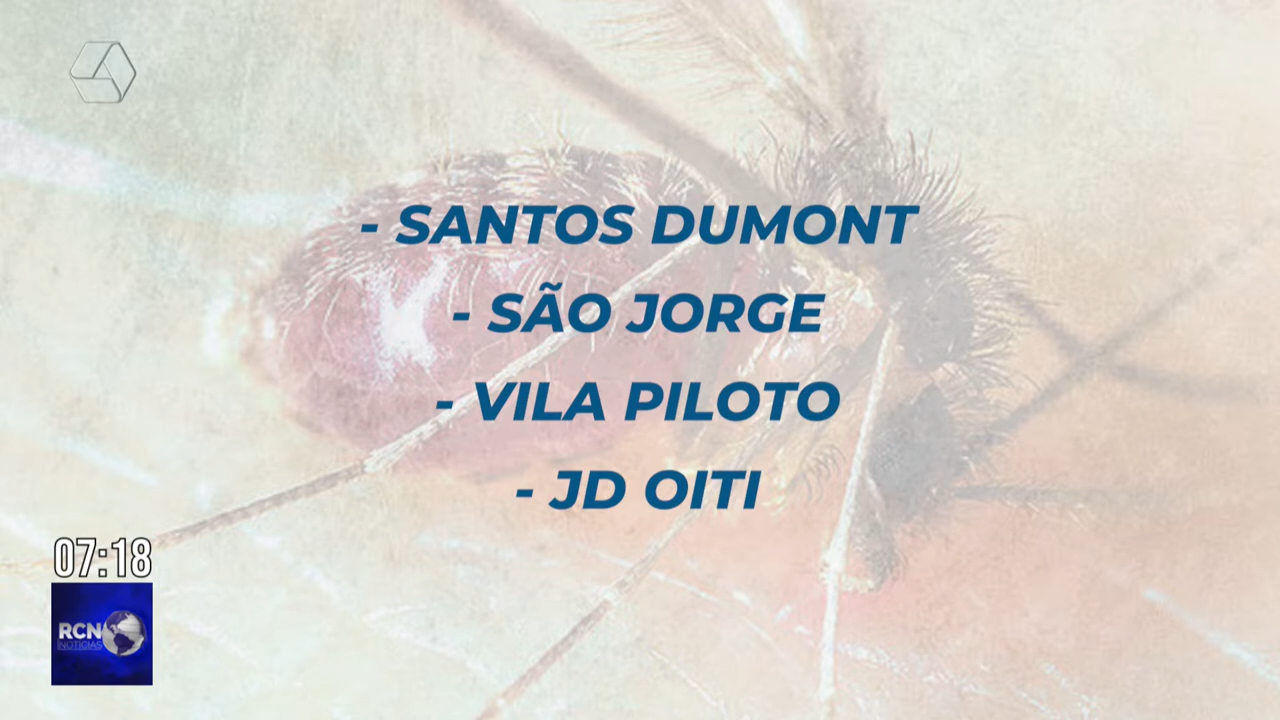 - SANTOS DUMONT
- SÃO JORGE
- VILA PILOTO
- JD OITI
07:18
RCN
NOTÍCIAS